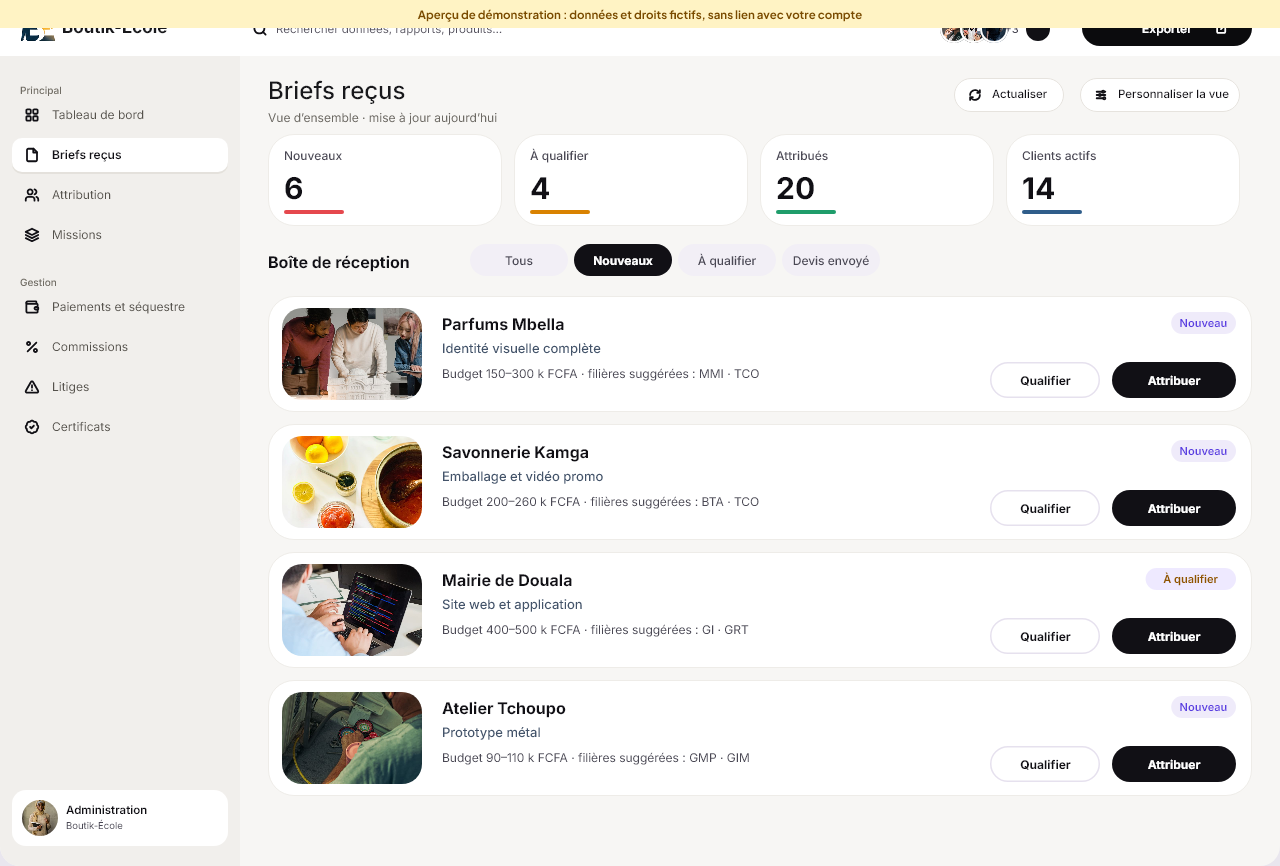 Aperçu de démonstration : données et droits fictifs, sans lien avec votre compte
Boutik-École
Rechercher données, rapports, produits...
+3
Exporter
Principal
Tableau de bord
Briefs reçus
Attribution
Missions
Gestion
Paiements et séquestre
Commissions
Litiges
Certificats
Administration
Boutik-École
Briefs reçus
Vue d’ensemble · mise à jour aujourd’hui
Actualiser
Personnaliser la vue
Nouveaux
6
À qualifier
4
Attribués
20
Clients actifs
14
Boîte de réception
Tous
Nouveaux
À qualifier
Devis envoyé
Parfums Mbella
Identité visuelle complète
Budget 150–300 k FCFA · filières suggérées : MMI · TCO
Nouveau
Qualifier
Attribuer
Savonnerie Kamga
Emballage et vidéo promo
Budget 200–260 k FCFA · filières suggérées : BTA · TCO
Nouveau
Qualifier
Attribuer
Mairie de Douala
Site web et application
Budget 400–500 k FCFA · filières suggérées : GI · GRT
À qualifier
Qualifier
Attribuer
Atelier Tchoupo
Prototype métal
Budget 90–110 k FCFA · filières suggérées : GMP · GIM
Nouveau
Qualifier
Attribuer